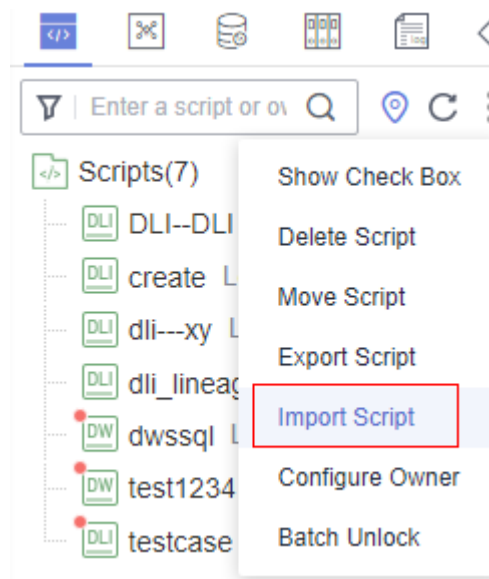 Enter a script or ov
Scripts(7)
DLI DLI--DLI
DLI create L
DLI dli---xy L
DLI dli_lineag
DW dwssql L
DW test1234
DLI testcase
Show Check Box
Delete Script
Move Script
Export Script
Import Script
Configure Owner
Batch Unlock